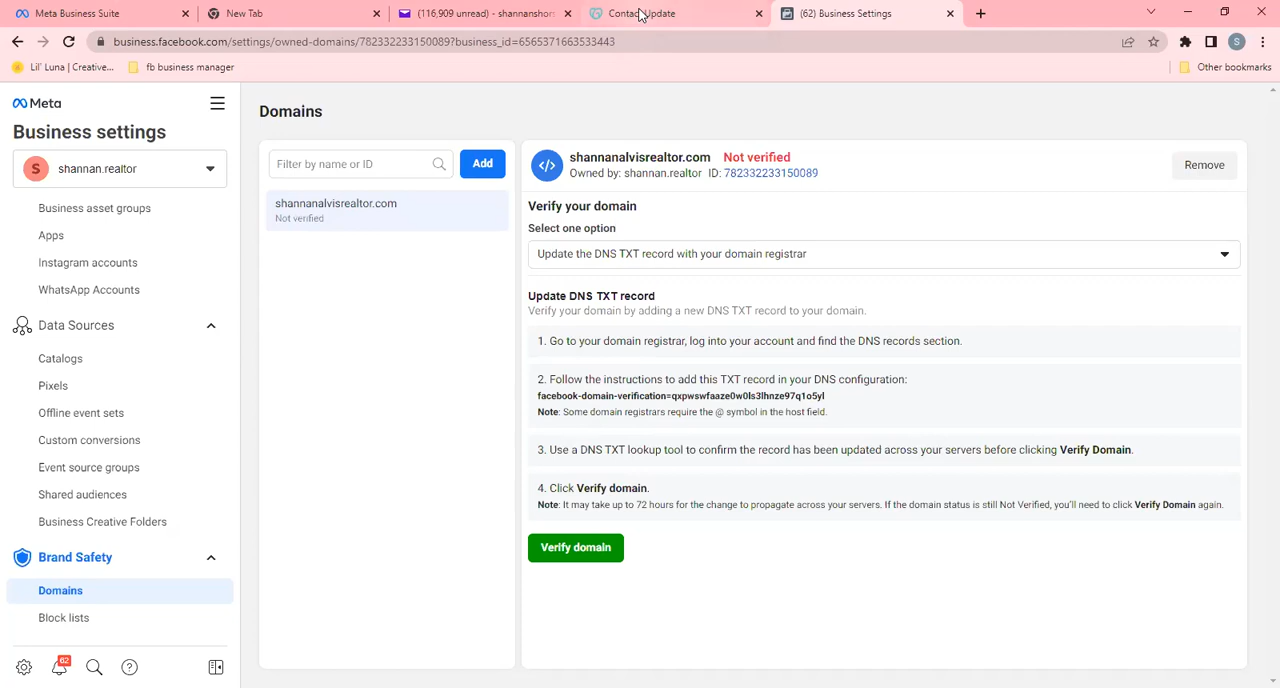 Meta Business Suite
New Tab
(116,909 unread) - shannanshor
Contact Update
(62) Business Settings
business.facebook.com/settings/owned-domains/782332233150089?business_id=6565371663533443
S
Lil' Luna | Creative...
fb business manager
Other bookmarks
Meta
Business settings
S
shannan.realtor
Business asset groups
Apps
Instagram accounts
WhatsApp Accounts
Data Sources
Catalogs
Pixels
Offline event sets
Custom conversions
Event source groups
Shared audiences
Business Creative Folders
Brand Safety
Domains
Block lists
62
Domains
Filter by name or ID
Add
shannanalvisrealtor.com
Not verified
shannanalvisrealtor.com Not verified
Owned by: shannan.realtor ID: 782332233150089
Remove
Verify your domain
Select one option
Update the DNS TXT record with your domain registrar
Update DNS TXT record
Verify your domain by adding a new DNS TXT record to your domain.
1. Go to your domain registrar, log into your account and find the DNS records section.
2. Follow the instructions to add this TXT record in your DNS configuration:
facebook-domain-verification=qxpwswfaaze0w0ls3lhnze97q1o5yl
Note: Some domain registrars require the @ symbol in the host field.
3. Use a DNS TXT lookup tool to confirm the record has been updated across your servers before clicking Verify Domain.
4. Click Verify domain.
Note: It may take up to 72 hours for the change to propagate across your servers. If the domain status is still Not Verified, you'll need to click Verify Domain again.
Verify domain